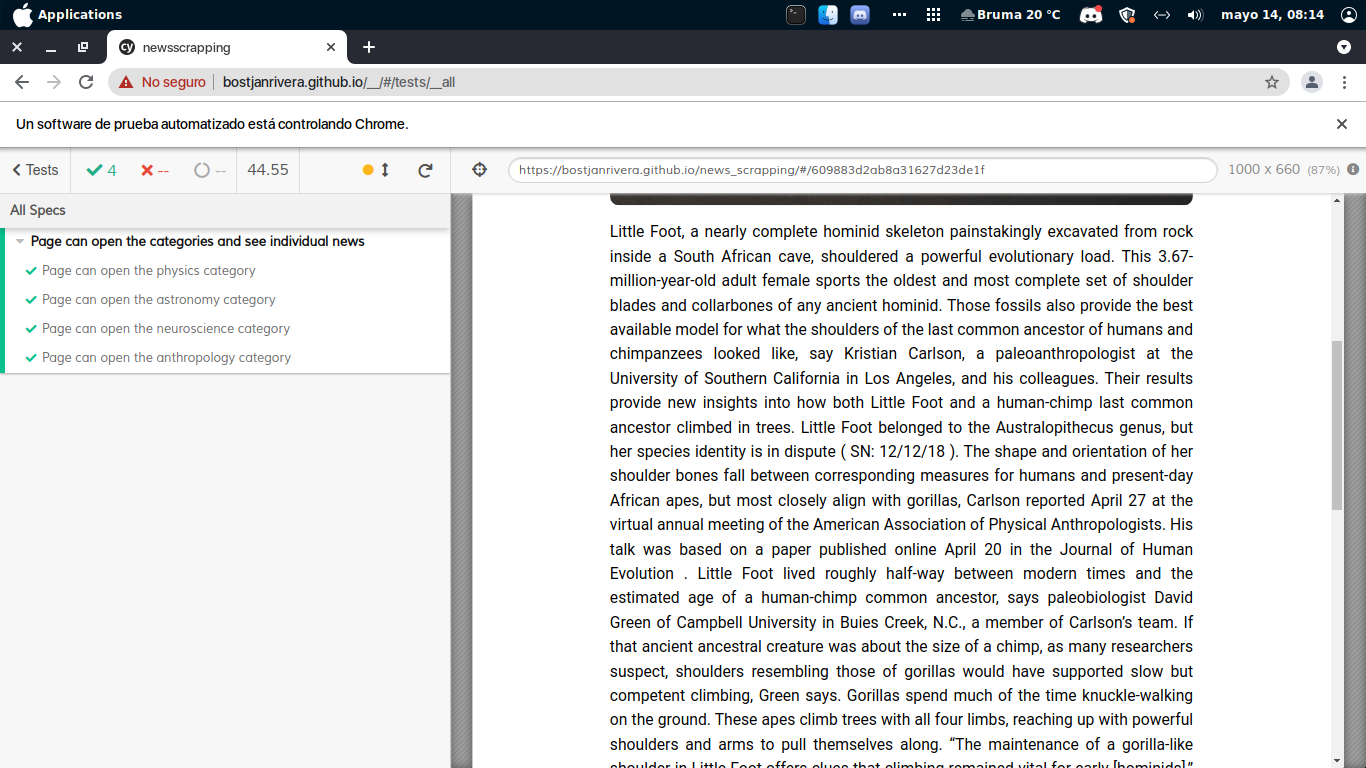 Applications
Bruma 20 °C
mayo 14, 08:14
newsscrapping
No seguro
bostjanrivera.github.io/__/#/tests/__all
Un software de prueba automatizado está controlando Chrome.
Tests
4
--
--
44.55
https://bostjanrivera.github.io/news_scrapping/#/609883d2ab8a31627d23de1f
1000 x 660 (87%)
All Specs
Page can open the categories and see individual news
Page can open the physics category
Page can open the astronomy category
Page can open the neuroscience category
Page can open the anthropology category
Little Foot, a nearly complete hominid skeleton painstakingly excavated from rock
inside a South African cave, shouldered a powerful evolutionary load. This 3.67-
million-year-old adult female sports the oldest and most complete set of shoulder
blades and collarbones of any ancient hominid. Those fossils also provide the best
available model for what the shoulders of the last common ancestor of humans and
chimpanzees looked like, say Kristian Carlson, a paleoanthropologist at the
University of Southern California in Los Angeles, and his colleagues. Their results
provide new insights into how both Little Foot and a human-chimp last common
ancestor climbed in trees. Little Foot belonged to the Australopithecus genus, but
her species identity is in dispute ( SN: 12/12/18 ). The shape and orientation of her
shoulder bones fall between corresponding measures for humans and present-day
African apes, but most closely align with gorillas, Carlson reported April 27 at the
virtual annual meeting of the American Association of Physical Anthropologists. His
talk was based on a paper published online April 20 in the Journal of Human
Evolution . Little Foot lived roughly half-way between modern times and the
estimated age of a human-chimp common ancestor, says paleobiologist David
Green of Campbell University in Buies Creek, N.C., a member of Carlson's team. If
that ancient ancestral creature was about the size of a chimp, as many researchers
suspect, shoulders resembling those of gorillas would have supported slow but
competent climbing, Green says. Gorillas spend much of the time knuckle-walking
on the ground. These apes climb trees with all four limbs, reaching up with powerful
shoulders and arms to pull themselves along. “The maintenance of a gorilla-like
shoulder in Little Foot offers clues that climbing remained vital for early [hominids],”